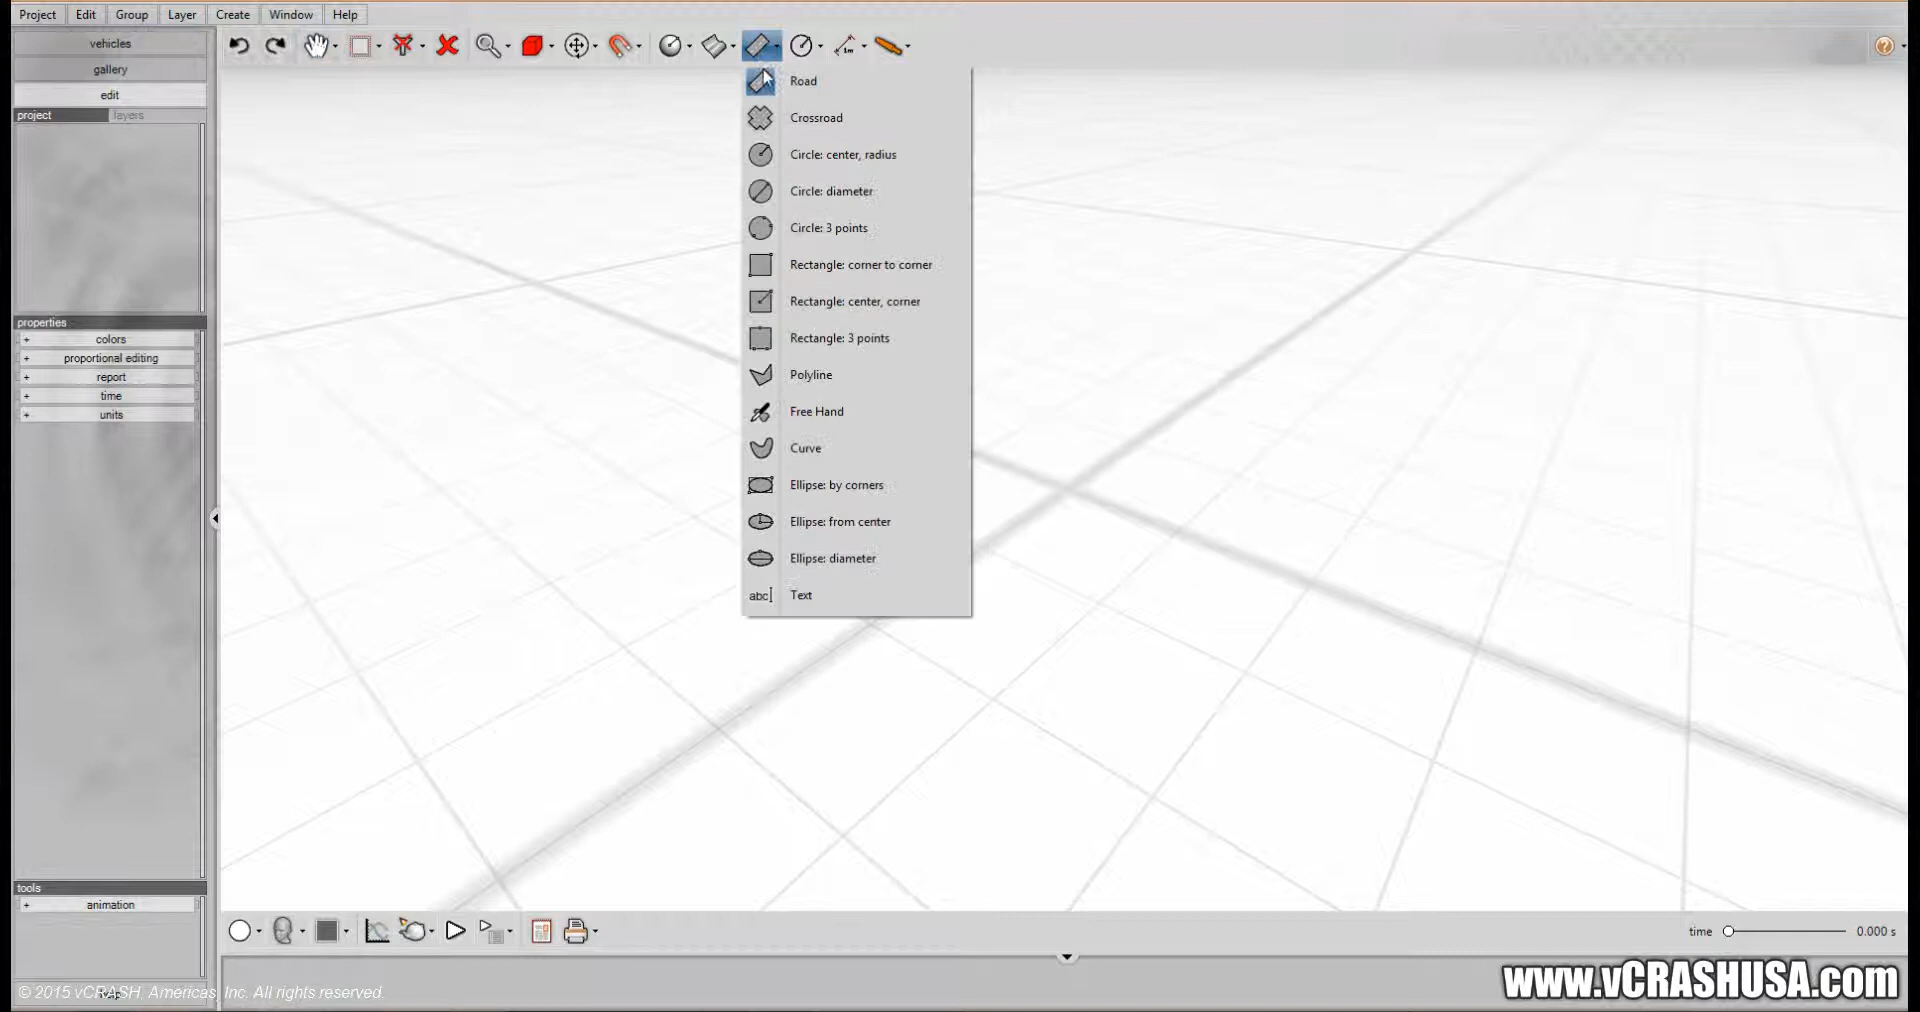 Project Edit Group Layer Create Window Help
vehicles
gallery
edit
project layers
properties
+ colors
+ proportional editing
+ report
+ time
+ units
tools
+ animation
1m
Road
Crossroad
Circle: center, radius
Circle: diameter
Circle: 3 points
Rectangle: corner to corner
Rectangle: center, corner
Rectangle: 3 points
Polyline
Free Hand
Curve
Ellipse: by corners
Ellipse: from center
Ellipse: diameter
abc Text
?
time 0.000 s
© 2015 vCRASH, Americas, Inc. All rights reserved.
www.vCRASHUSA.com